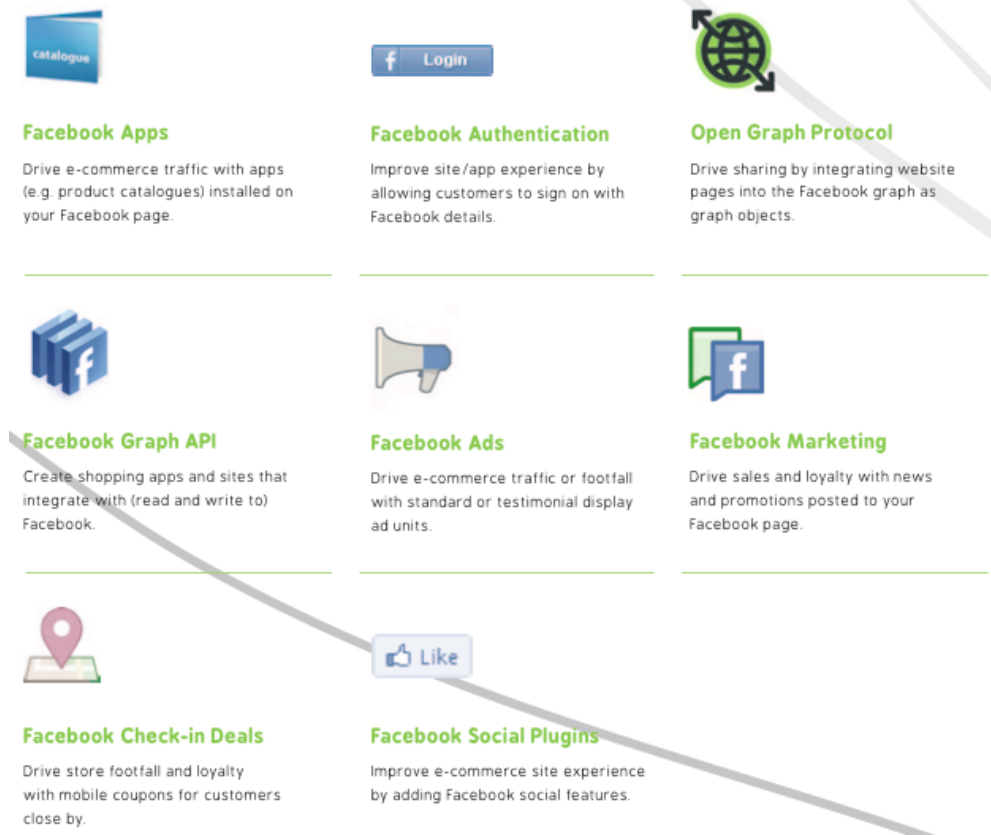 catalogue
f Login
Facebook Apps
Drive e-commerce traffic with apps
(e.g. product catalogues) installed on
your Facebook page.
Facebook Authentication
Improve site/app experience by
allowing customers to sign on with
Facebook details.
Open Graph Protocol
Drive sharing by integrating website
pages into the Facebook graph as
graph objects.
f
f
Facebook Graph API
Create shopping apps and sites that
integrate with (read and write to)
Facebook.
Facebook Ads
Drive e-commerce traffic or footfall
with standard or testimonial display
ad units.
Facebook Marketing
Drive sales and loyalty with news
and promotions posted to your
Facebook page.
Like
Facebook Check-in Deals
Drive store footfall and loyalty
with mobile coupons for customers
close by.
Facebook Social Plugins
Improve e-commerce site experience
by adding Facebook social features.